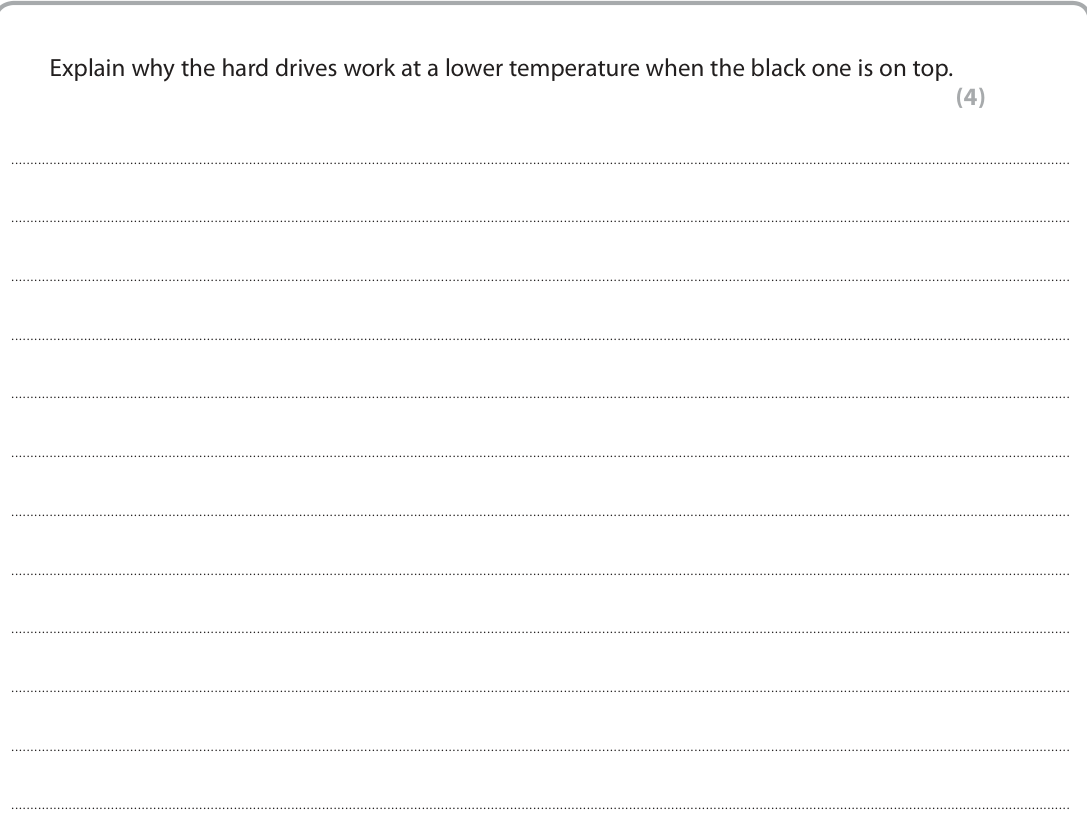 Explain why the hard drives work at a lower temperature when the black one is on top.
(4)